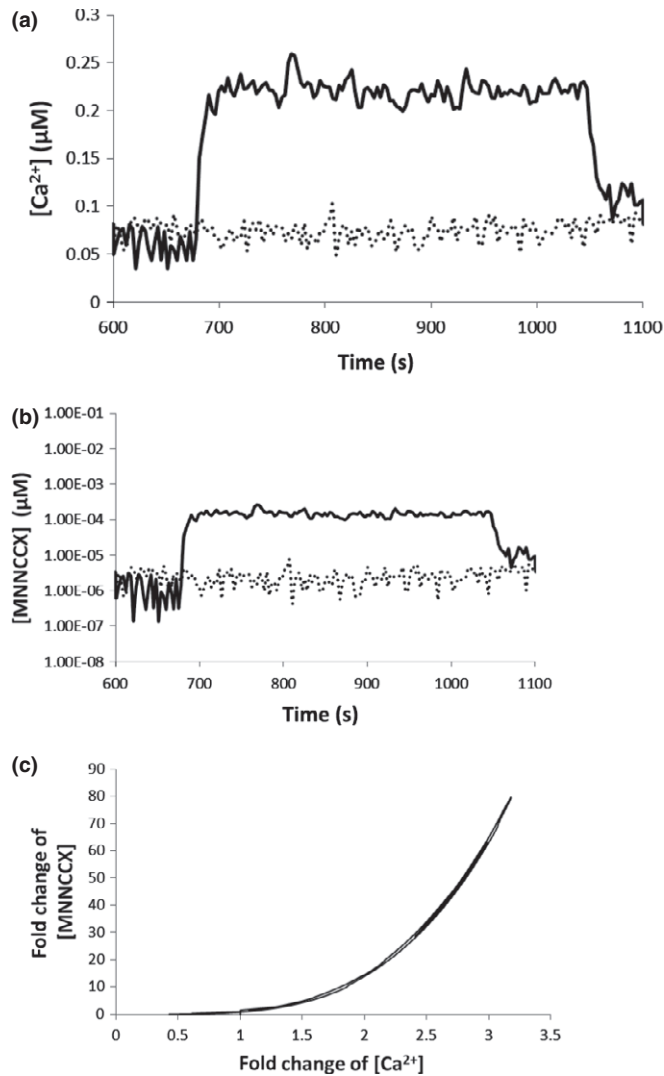 (a)
0.3
0.25
0.2
0.15
0.1
0.05
0
[Ca²⁺] (μM)
600 700 800 900 1000 1100
Time (s)
(b)
1.00E-01
1.00E-02
1.00E-03
1.00E-04
1.00E-05
1.00E-06
1.00E-07
1.00E-08
[MNNCCX] (μM)
600 700 800 900 1000 1100
Time (s)
(c)
90
80
70
60
50
40
30
20
10
0
Fold change of
[MNNCCX]
0 0.5 1 1.5 2 2.5 3 3.5
Fold change of [Ca²⁺]